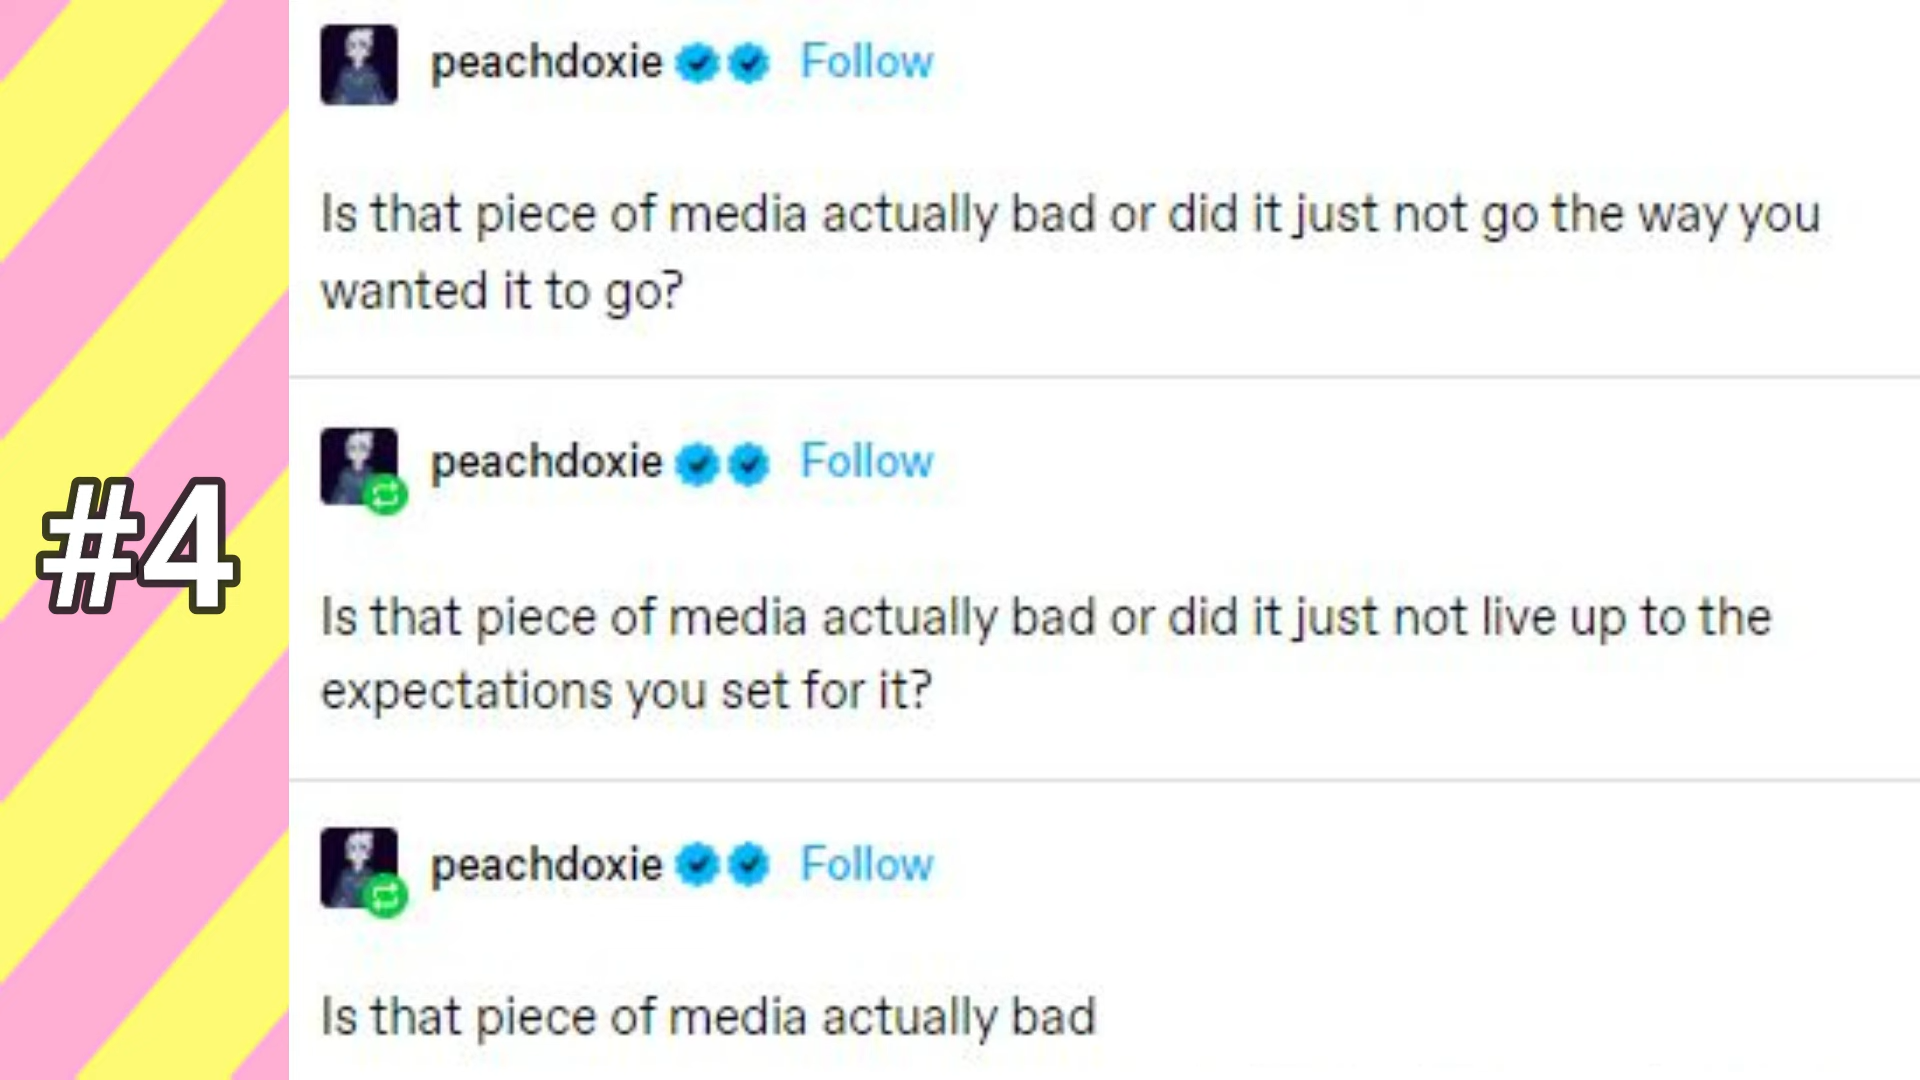 peachdoxie Follow
Is that piece of media actually bad or did it just not go the way you
wanted it to go?
#4
peachdoxie Follow
Is that piece of media actually bad or did it just not live up to the
expectations you set for it?
peachdoxie Follow
Is that piece of media actually bad